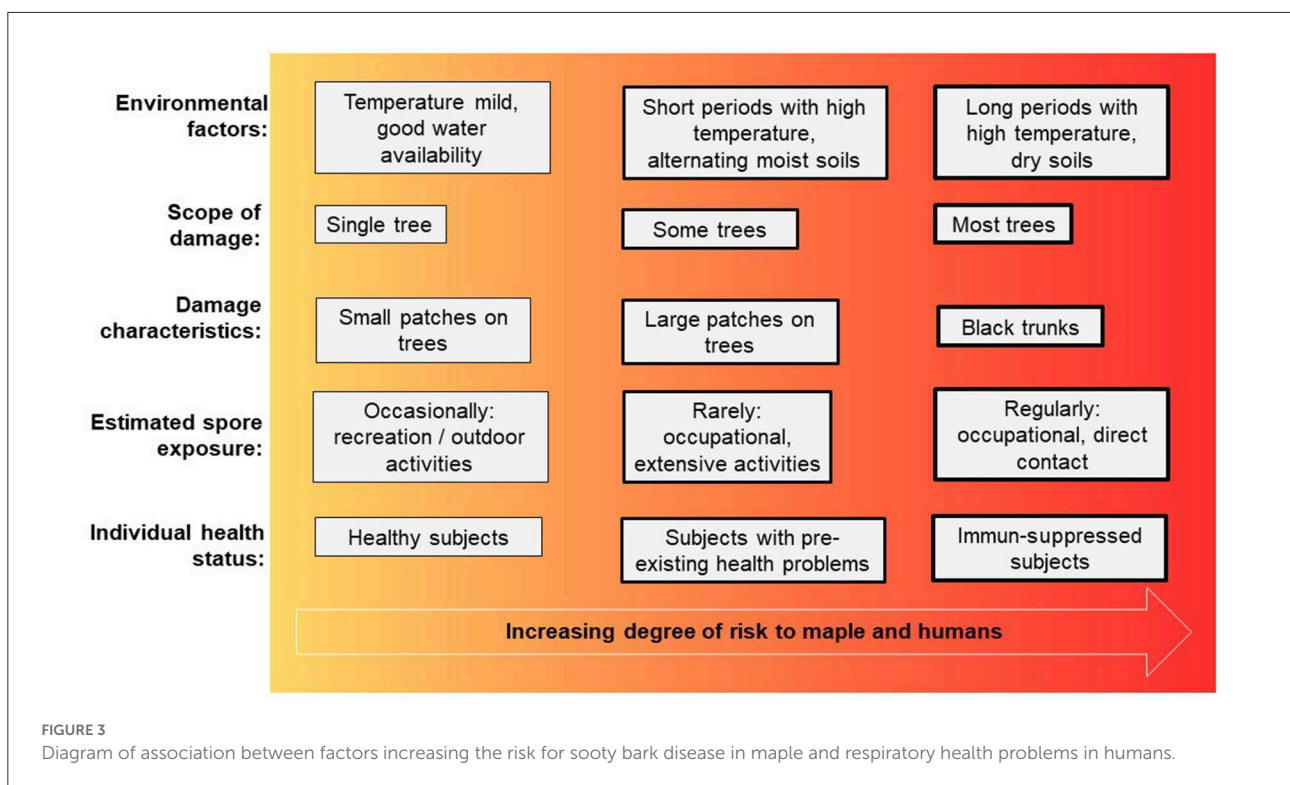 Environmental
factors:
Temperature mild,
good water
availability
Short periods with high
temperature,
alternating moist soils
Long periods with
high temperature,
dry soils
Scope of
damage:
Single tree
Some trees
Most trees
Damage
characteristics:
Small patches on
trees
Large patches on
trees
Black trunks
Estimated spore
exposure:
Occasionally:
recreation / outdoor
activities
Rarely:
occupational,
extensive activities
Regularly:
occupational, direct
contact
Individual health
status:
Healthy subjects
Subjects with pre-
existing health problems
Immun-suppressed
subjects
Increasing degree of risk to maple and humans
FIGURE 3
Diagram of association between factors increasing the risk for sooty bark disease in maple and respiratory health problems in humans.